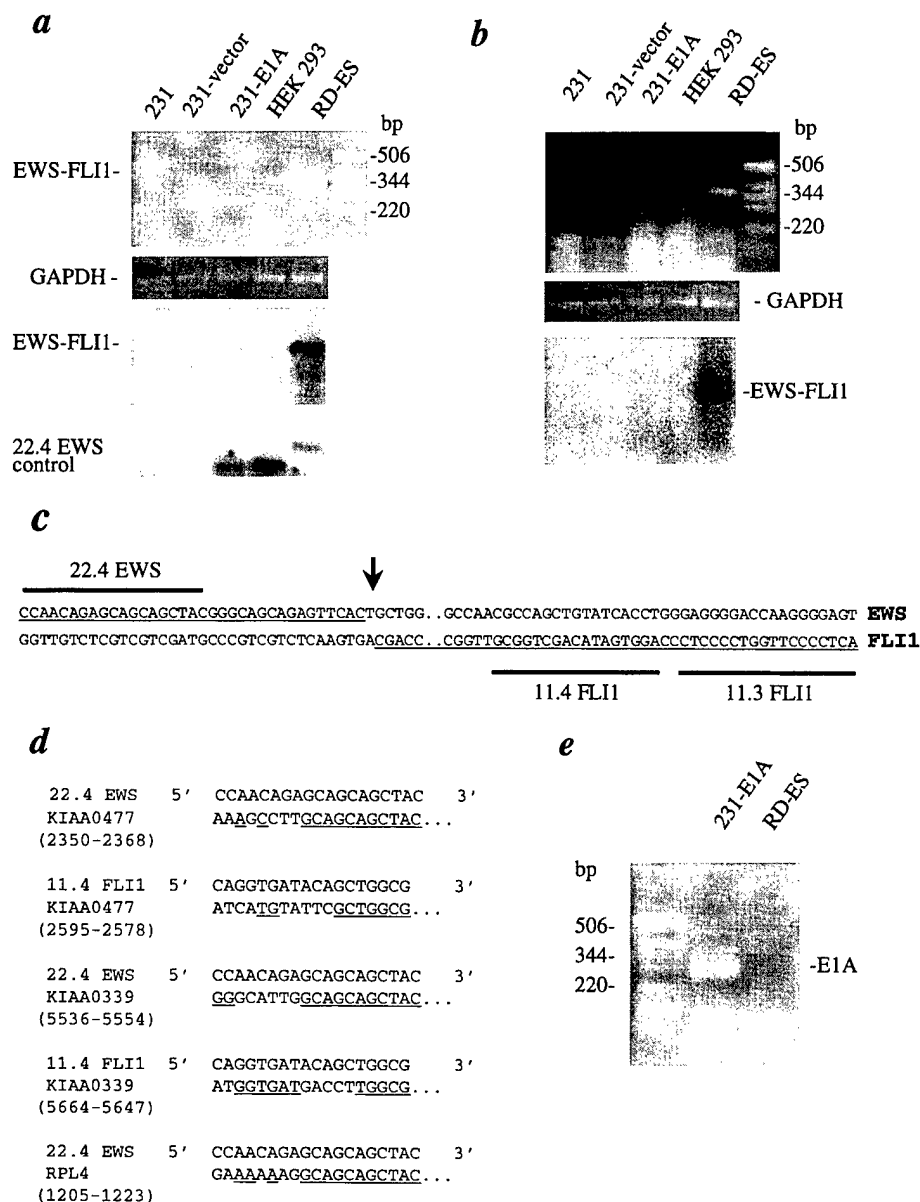 a
231
231-vector
231-E1A
HEK 293
RD-ES
bp
EWS-FLI1-
-506
-344
-220
GAPDH -
EWS-FLI1-
22.4 EWS
control
b
231
231-vector
231-E1A
HEK 293
RD-ES
bp
-506
-344
-220
- GAPDH
-EWS-FLI1
c
22.4 EWS
CCAACAGAGCAGCAGCTACGGGCAGCAGAGTTCACTGCTGG..GCCAACGCCAGCTGTATCACCTGGGAGGGGACCAAGGGGAGT EWS
GGTTGTCTCGTCGTCGATGCCCGTCGTCTCAAGTGACGACC..CGGTTGCGGTCGACATAGTGGACCCTCCCCTGGTTCCCCTCA FLI1
11.4 FLI1 11.3 FLI1
d
22.4 EWS 5' CCAACAGAGCAGCAGCTAC 3'
KIAA0477 AAAGCCTTGCAGCAGCTAC...
(2350-2368)
11.4 FLI1 5' CAGGTGATACAGCTGGCG 3'
KIAA0477 ATCATGTATTCGCTGGCG...
(2595-2578)
22.4 EWS 5' CCAACAGAGCAGCAGCTAC 3'
KIAA0339 GGGCATTGGCAGCAGCTAC...
(5536-5554)
11.4 FLI1 5' CAGGTGATACAGCTGGCG 3'
KIAA0339 ATGGTGATGACCTTGGCG...
(5664-5647)
22.4 EWS 5' CCAACAGAGCAGCAGCTAC 3'
RPL4 GAAAAAAGGCAGCAGCTAC...
(1205-1223)
e
231-E1A
RD-ES
bp
506-
344-
220-
-E1A